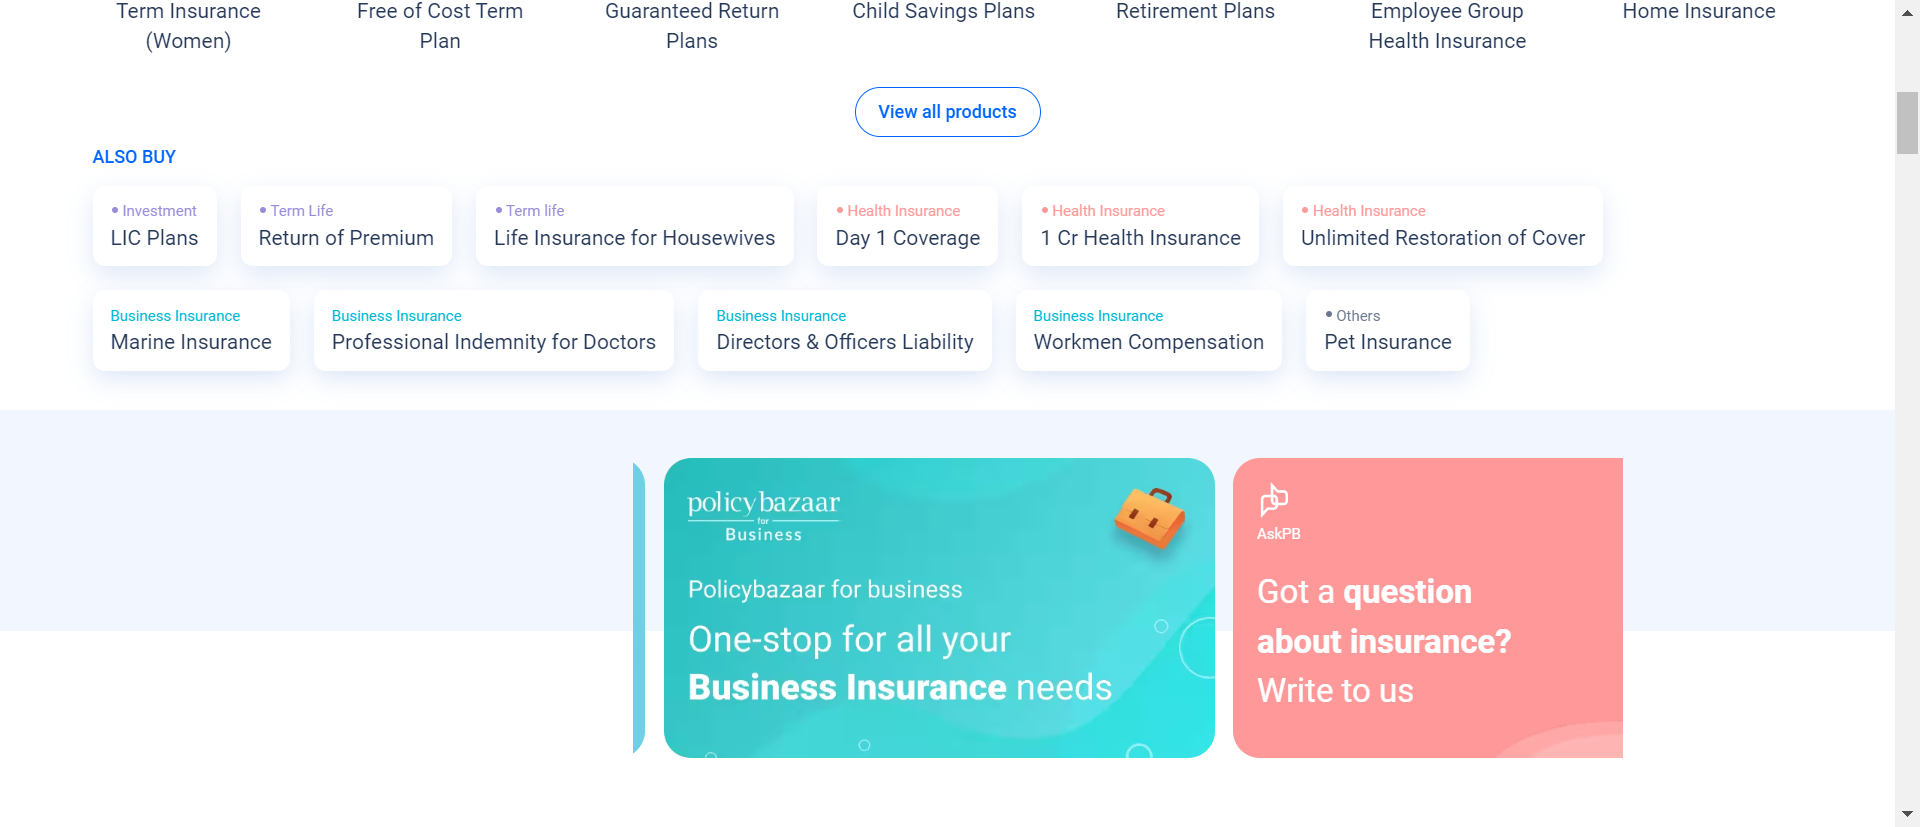 Term Insurance
(Women)
Free of Cost Term
Plan
Guaranteed Return
Plans
Child Savings Plans
Retirement Plans
Employee Group
Health Insurance
Home Insurance
View all products
ALSO BUY
Investment
LIC Plans
Term Life
Return of Premium
Term life
Life Insurance for Housewives
Health Insurance
Day 1 Coverage
Health Insurance
1 Cr Health Insurance
Health Insurance
Unlimited Restoration of Cover
Business Insurance
Marine Insurance
Business Insurance
Professional Indemnity for Doctors
Business Insurance
Directors & Officers Liability
Business Insurance
Workmen Compensation
Others
Pet Insurance
policybazaar
for
Business
Policybazaar for business
One-stop for all your
Business Insurance needs
AskPB
Got a question
about insurance?
Write to us